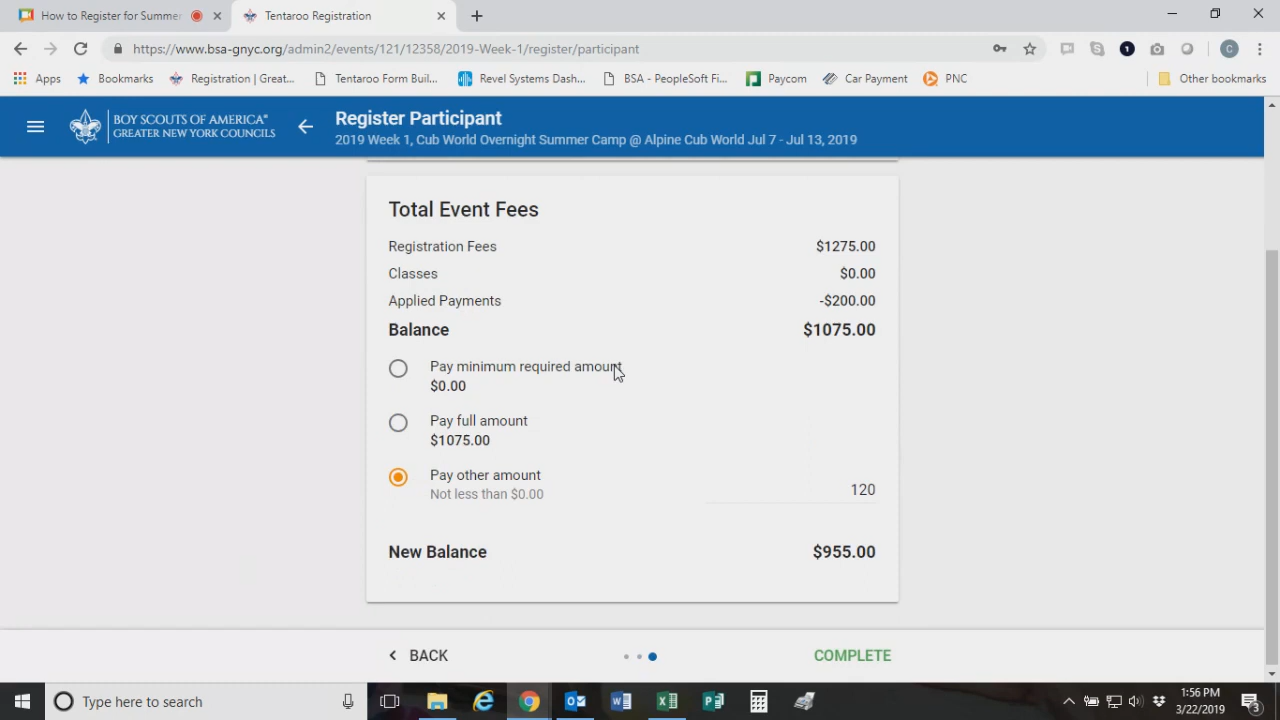 How to Register for Summer
Tentaroo Registration
https://www.bsa-gnyc.org/admin2/events/121/12358/2019-Week-1/register/participant
1
C
Apps
Bookmarks
Registration | Great...
Tentaroo Form Buil...
Revel Systems Dash...
BSA - PeopleSoft Fi...
Paycom
Car Payment
PNC
Other bookmarks
BOY SCOUTS OF AMERICA®
GREATER NEW YORK COUNCILS
Register Participant
2019 Week 1, Cub World Overnight Summer Camp @ Alpine Cub World Jul 7 - Jul 13, 2019
Total Event Fees
Registration Fees $1275.00
Classes $0.00
Applied Payments -$200.00
Balance $1075.00
Pay minimum required amount
$0.00
Pay full amount
$1075.00
Pay other amount
Not less than $0.00 120
New Balance $955.00
BACK
COMPLETE
Type here to search
1:56 PM
3/22/2019
3